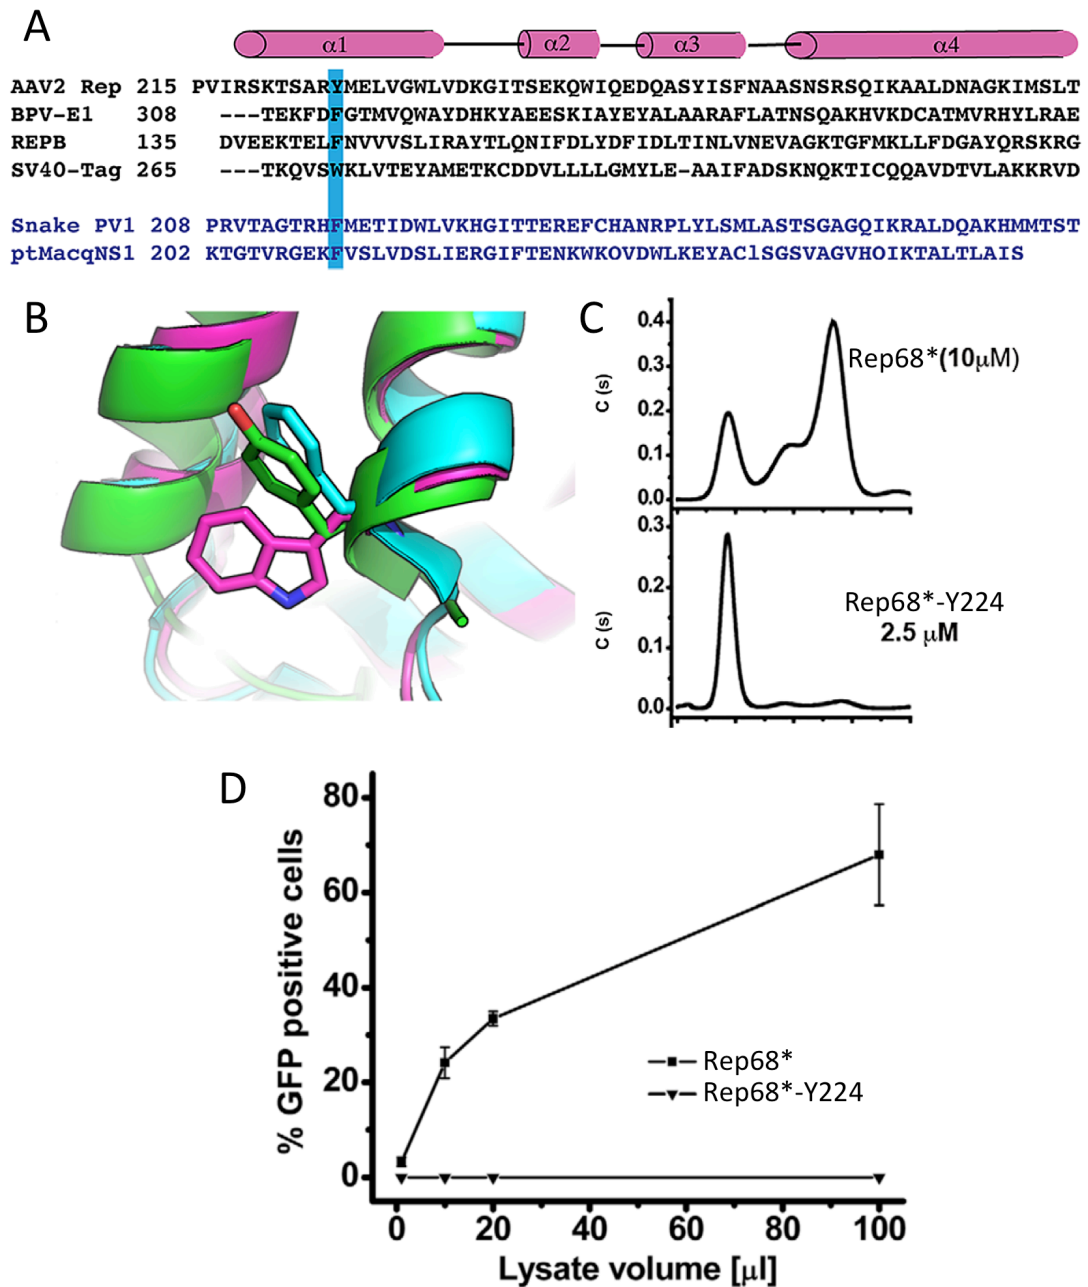 A
α1 α2 α3 α4
AAV2 Rep 215 PVIRSKTSARYMELVGWLVDKGITSEKQWIQEDQASYISFNAASNSRSQIKAALDNAGKIMSLT
BPV-E1 308 ---TEKFDFGTMVQWAYDHKYAEESKIAYEYALAARAFLATNSQAKHVKDCATMVRHYLRAE
REPB 135 DVEEKTELFNVVVSLIRAYTLQNIFDLYDFIDLTINLNVEVAGKTGFMKLLFDGAYQRSKRG
SV40-Tag 265 ---TKQVSWKLVTEYAMETKCDDVLLLLGMYLE-AAIFADSKNQKTICQQAVDTVLAKKRVD
Snake PV1 208 PRVTAGTRHFMETIDWLVKHGITTEREFCHANRPLYLSMLASTSGAGQIKRALDQAKHMMTST
ptMacqNS1 202 KTGTVRGEKFVSLVDSLIERGIFTENKWKOVDWLKEYAClSGSVAGVHOIKTALTLAIS
B
C
0.4
0.3
0.2
0.1
0.0
C (s)
Rep68*(10μM)
0.3
0.2
0.1
0.0
C (s)
Rep68*-Y224
2.5 μM
D
80
60
40
20
0
% GFP positive cells
Rep68*
Rep68*-Y224
0 20 40 60 80 100
Lysate volume [μl]